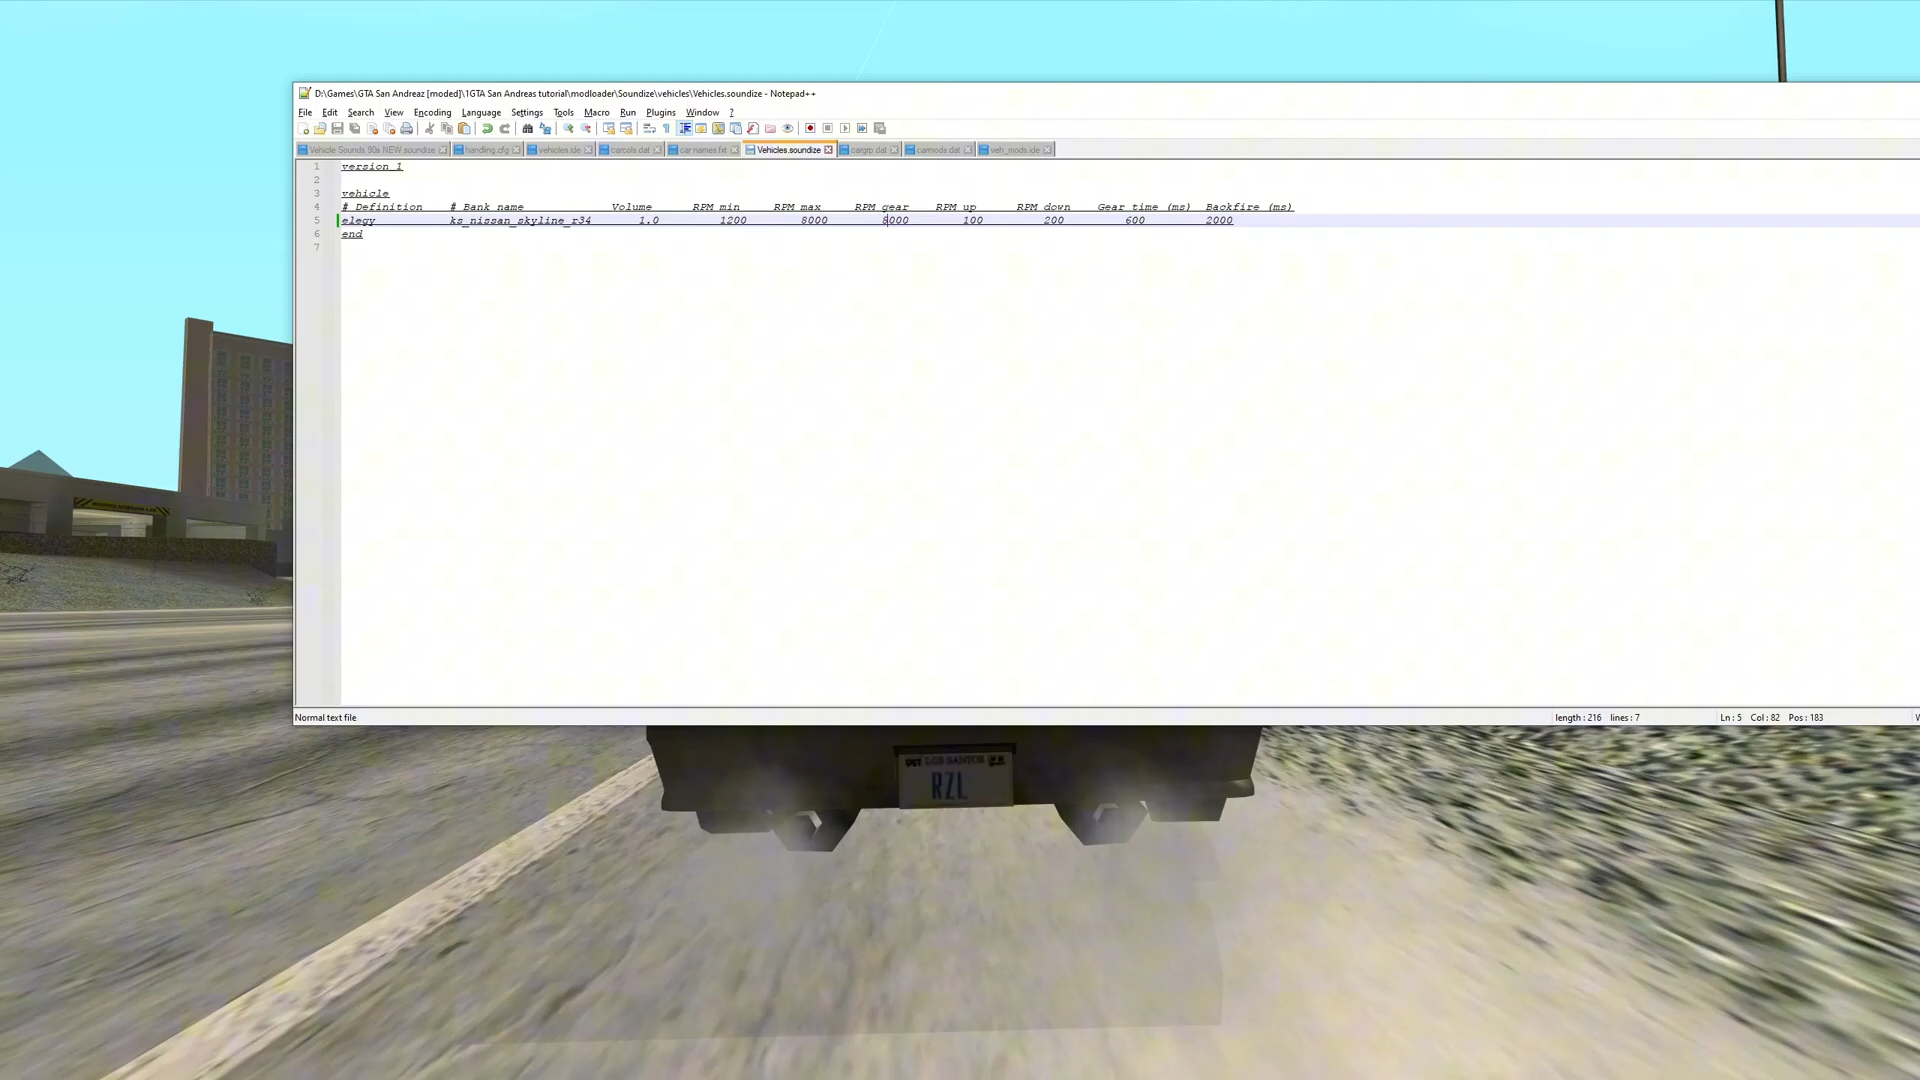 D:\Games\GTA San Andreaz [moded]\1GTA San Andreas tutorial\modloader\Soundize\vehicles\Vehicles.soundize - Notepad++
File Edit Search View Encoding Language Settings Tools Macro Run Plugins Window ?
Vehicle Sounds 90s NEW soundize handling.cfg vehicles.ide carcols.dat car names.fxt Vehicles.soundize cargrp.dat carmods.dat veh_mods.ide
1 version 1
2
3 vehicle
4 # Definition # Bank name Volume RPM min RPM max RPM gear RPM up RPM down Gear time (ms) Backfire (ms)
5 elegy ks_nissan_skyline_r34 1.0 1200 8000 8000 100 200 600 2000
6 end
7
Normal text file length : 216 lines : 7 Ln : 5 Col : 82 Pos : 183
LOS SANTOS
RZL